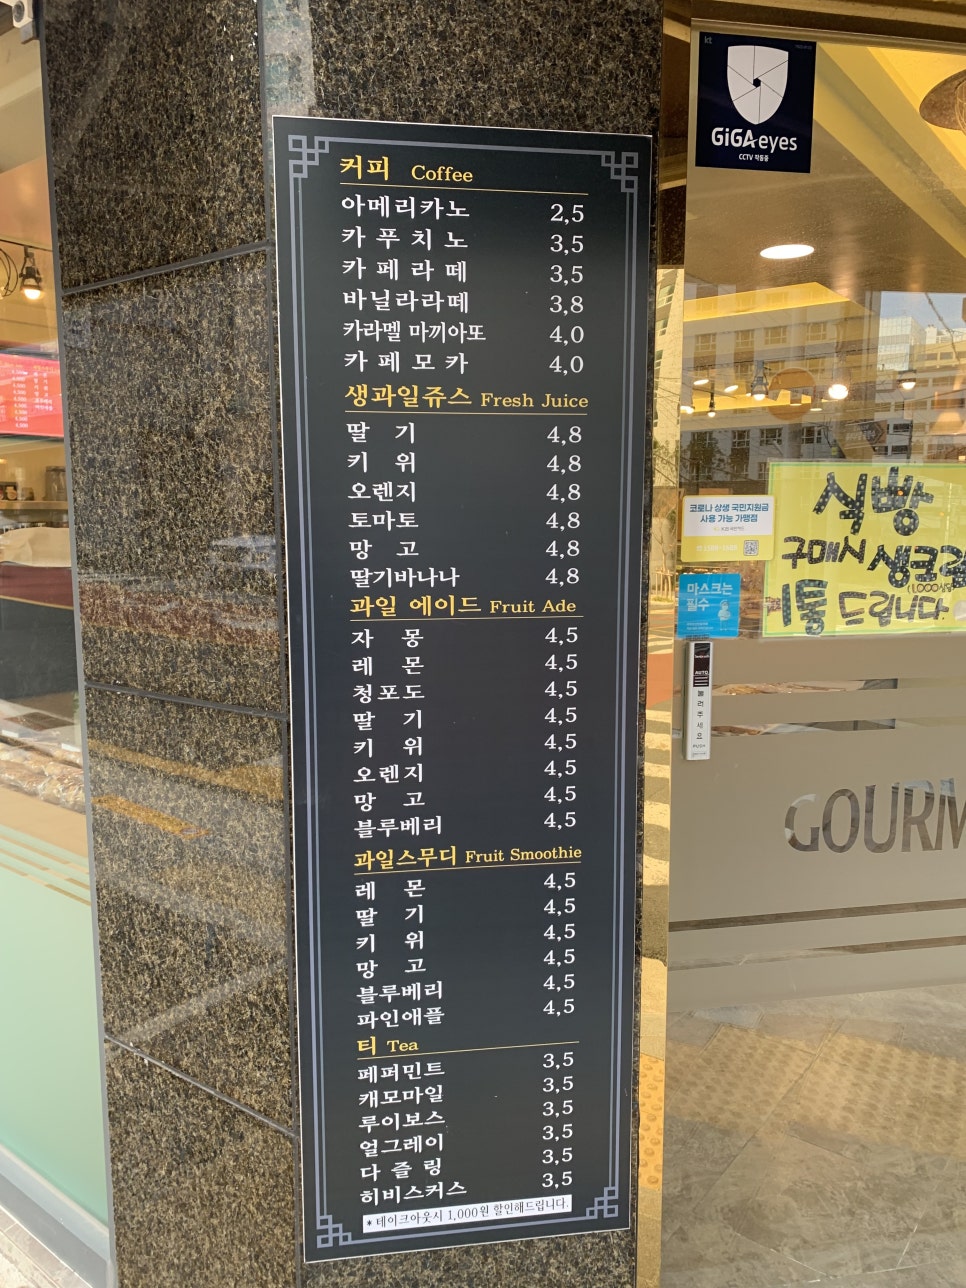 커피 Coffee
아메리카노 2,5
카푸치노 3,5
카페라떼 3,5
바닐라라떼 3,8
카라멜 마끼아또 4,0
카페모카 4,0
생과일쥬스 Fresh Juice
딸기 4,8
키위 4,8
오렌지 4,8
토마토 4,8
망고 4,8
딸기바나나 4,8
과일 에이드 Fruit Ade
자몽 4,5
레몬 4,5
청포도 4,5
딸기 4,5
키위 4,5
오렌지 4,5
망고 4,5
블루베리 4,5
과일스무디 Fruit Smoothie
레몬 4,5
딸기 4,5
키위 4,5
망고 4,5
블루베리 4,5
파인애플 4,5
티 Tea
페퍼민트 3,5
캐모마일 3,5
루이보스 3,5
얼그레이 3,5
다즐링 3,5
히비스커스 3,5
* 테이크아웃시 1,000원 할인해드립니다.
kt
GiGAeyes
CCTV 작동중
코로나 상생 국민지원금
사용 가능 가맹점
마스크는
필수
식빵
구매시 생크림
1통 드립니다.
AUTO
눌러주세요
PUSH
GOURM